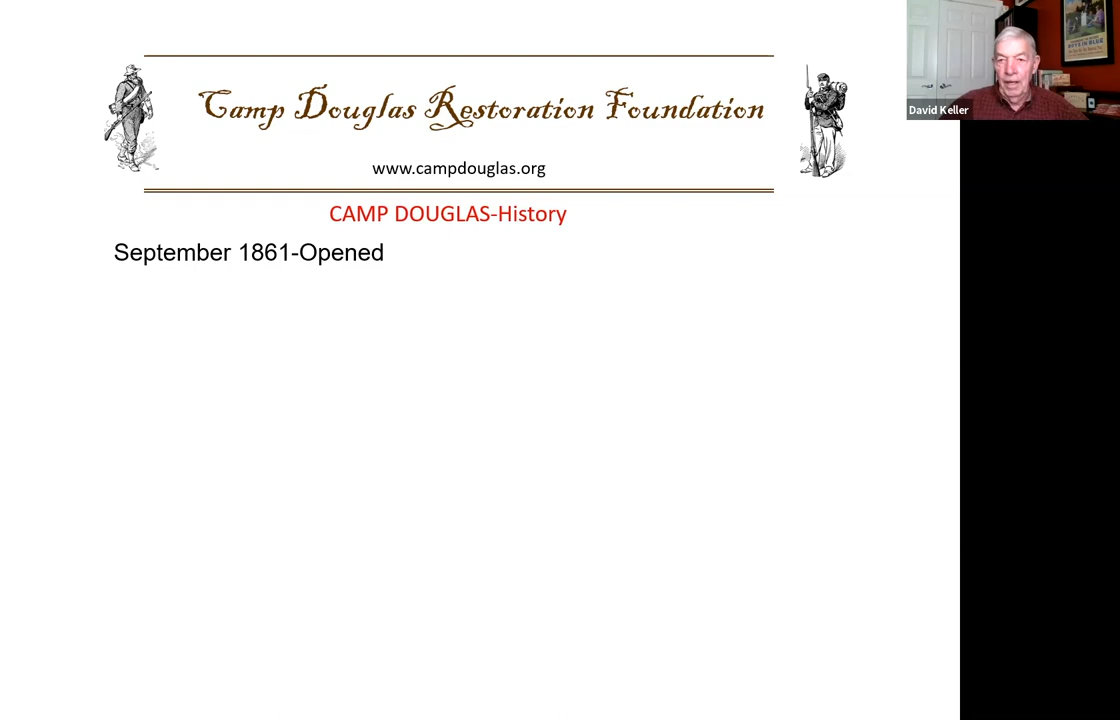 Camp Douglas Restoration Foundation
www.campdouglas.org
CAMP DOUGLAS-History
September 1861-Opened
David Keller